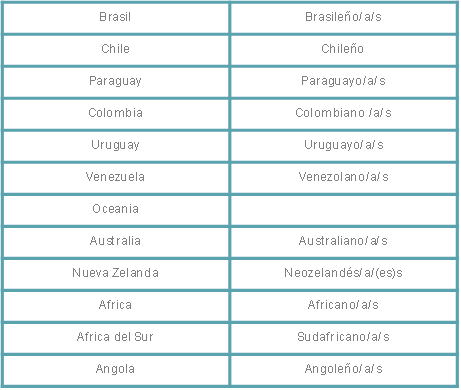 Brasil Brasileño/a/s
Chile Chileño
Paraguay Paraguayo/a/s
Colombia Colombiano /a/s
Uruguay Uruguayo/a/s
Venezuela Venezolano/a/s
Oceania
Australia Australiano/a/s
Nueva Zelanda Neozelandés/a/(es)s
Africa Africano/a/s
Africa del Sur Sudafricano/a/s
Angola Angoleño/a/s